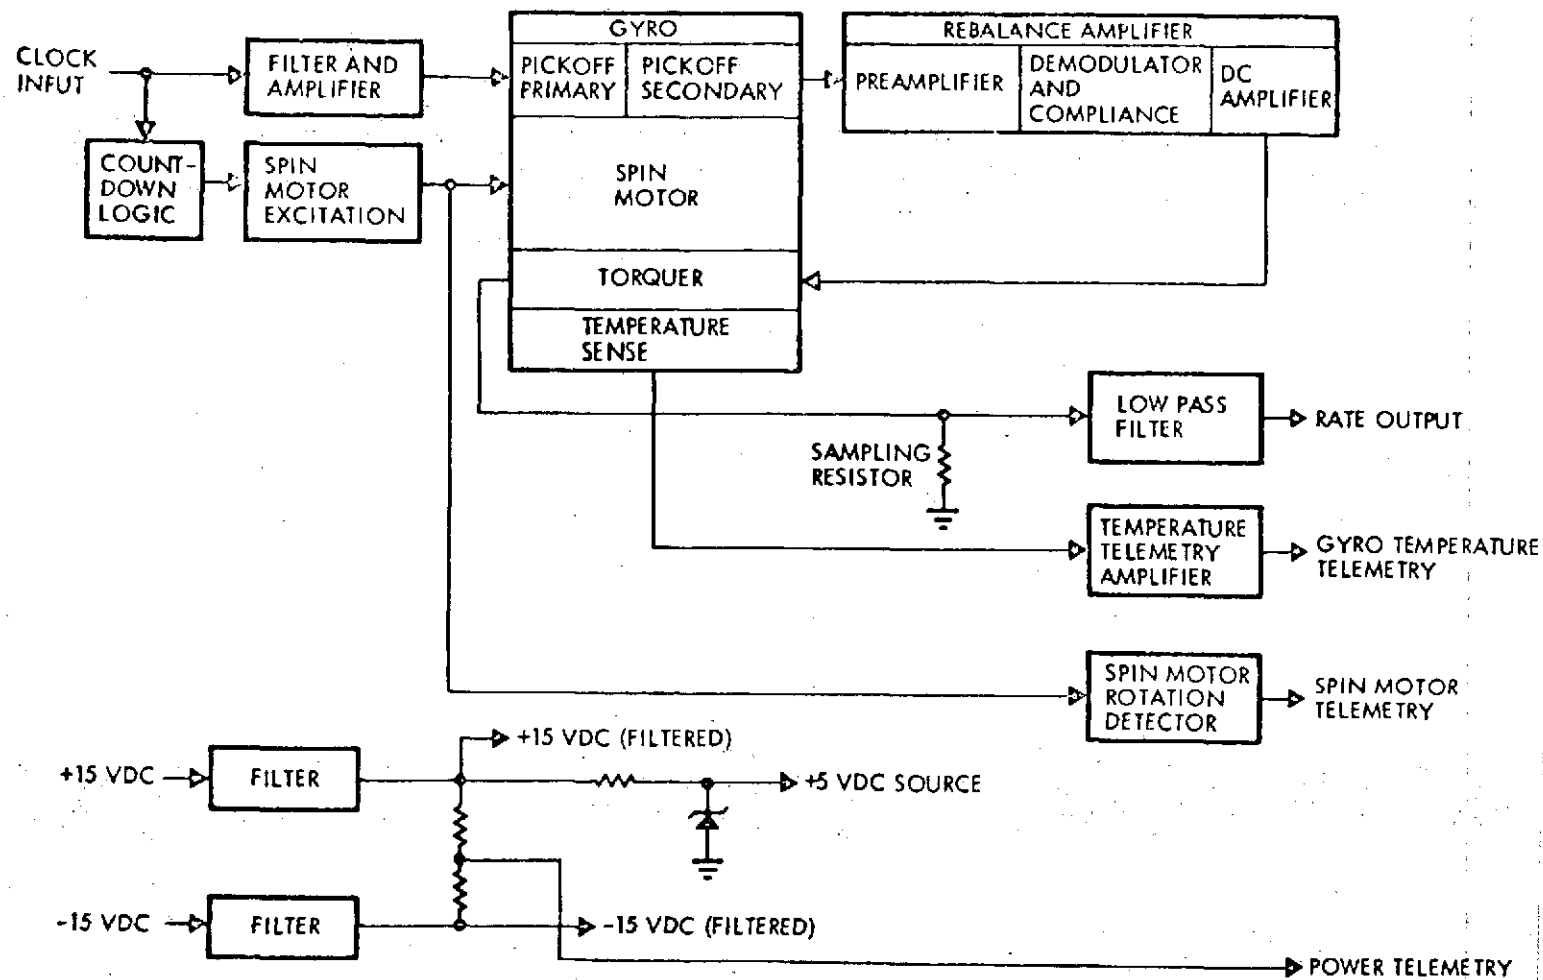 CLOCK
INFUT
FILTER AND
AMPLIFIER
COUNT-
DOWN
LOGIC
SPIN
MOTOR
EXCITATION
GYRO
PICKOFF
PRIMARY
PICKOFF
SECONDARY
SPIN
MOTOR
TORQUER
TEMPERATURE
SENSE
REBALANCE AMPLIFIER
PREAMPLIFIER
DEMODULATOR
AND
COMPLIANCE
DC
AMPLIFIER
LOW PASS
FILTER
RATE OUTPUT
SAMPLING
RESISTOR
TEMPERATURE
TELEMETRY
AMPLIFIER
GYRO TEMPERATURE
TELEMETRY
SPIN MOTOR
ROTATION
DETECTOR
SPIN MOTOR
TELEMETRY
+15 VDC
FILTER
+15 VDC (FILTERED)
+5 VDC SOURCE
-15 VDC
FILTER
-15 VDC (FILTERED)
POWER TELEMETRY